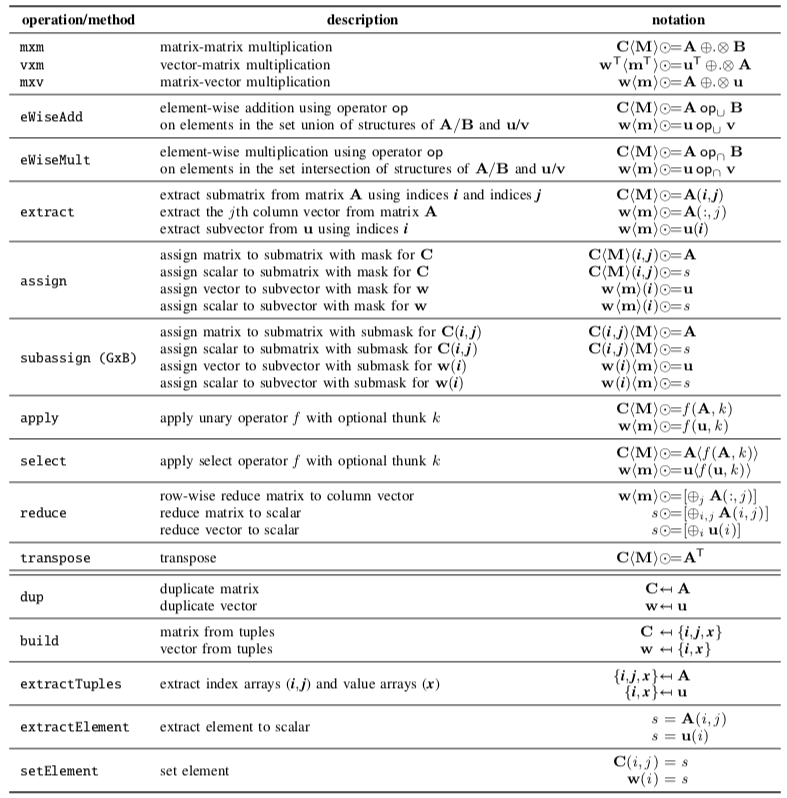 operation/method description notation
mxm matrix-matrix multiplication C⟨M⟩⊙=A ⊕.⊗ B
vxm vector-matrix multiplication wᵀ⟨mᵀ⟩⊙=uᵀ ⊕.⊗ A
mxv matrix-vector multiplication w⟨m⟩⊙=A ⊕.⊗ u
eWiseAdd element-wise addition using operator op C⟨M⟩⊙=A op∪ B
on elements in the set union of structures of A/B and u/v w⟨m⟩⊙=u op∪ v
eWiseMult element-wise multiplication using operator op C⟨M⟩⊙=A op∩ B
on elements in the set intersection of structures of A/B and u/v w⟨m⟩⊙=u op∩ v
extract submatrix from matrix A using indices i and indices j C⟨M⟩⊙=A(i,j)
extract extract the jth column vector from matrix A w⟨m⟩⊙=A(:,j)
extract subvector from u using indices i w⟨m⟩⊙=u(i)
assign matrix to submatrix with mask for C C⟨M⟩(i,j)⊙=A
assign scalar to submatrix with mask for C C⟨M⟩(i,j)⊙=s
assign assign vector to subvector with mask for w w⟨m⟩(i)⊙=u
assign scalar to subvector with mask for w w⟨m⟩(i)⊙=s
assign matrix to submatrix with submask for C(i,j) C(i,j)⟨M⟩⊙=A
assign scalar to submatrix with submask for C(i,j) C(i,j)⟨M⟩⊙=s
subassign (GxB) assign vector to subvector with submask for w(i) w(i)⟨m⟩⊙=u
assign scalar to subvector with submask for w(i) w(i)⟨m⟩⊙=s
apply apply unary operator f with optional thunk k C⟨M⟩⊙=f(A, k)
w⟨m⟩⊙=f(u, k)
select apply select operator f with optional thunk k C⟨M⟩⊙=A⟨f(A, k)⟩
w⟨m⟩⊙=u⟨f(u, k)⟩
row-wise reduce matrix to column vector w⟨m⟩⊙=[⊕ⱼ A(:,j)]
reduce reduce matrix to scalar s⊙=[⊕ᵢ,ⱼ A(i,j)]
reduce vector to scalar s⊙=[⊕ᵢ u(i)]
transpose transpose C⟨M⟩⊙=Aᵀ
dup duplicate matrix C↤ A
duplicate vector w↤ u
build matrix from tuples C ↤ {i,j,x}
vector from tuples w ↤ {i,x}
extractTuples extract index arrays (i,j) and value arrays (x) {i,j,x}↤ A
{i,x}↤ u
extractElement extract element to scalar s = A(i,j)
s = u(i)
setElement set element C(i,j) = s
w(i) = s